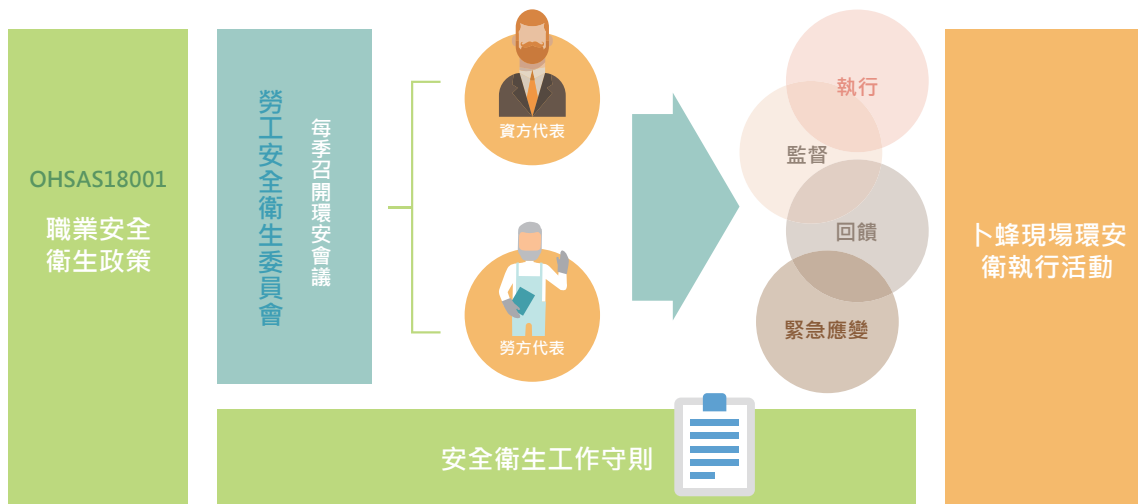 OHSAS18001
職業安全
衛生政策
勞工安全衛生委員會
每季召開環安會議
資方代表
勞方代表
執行
監督
回饋
緊急應變
卜蜂現場環安
衛執行活動
安全衛生工作守則